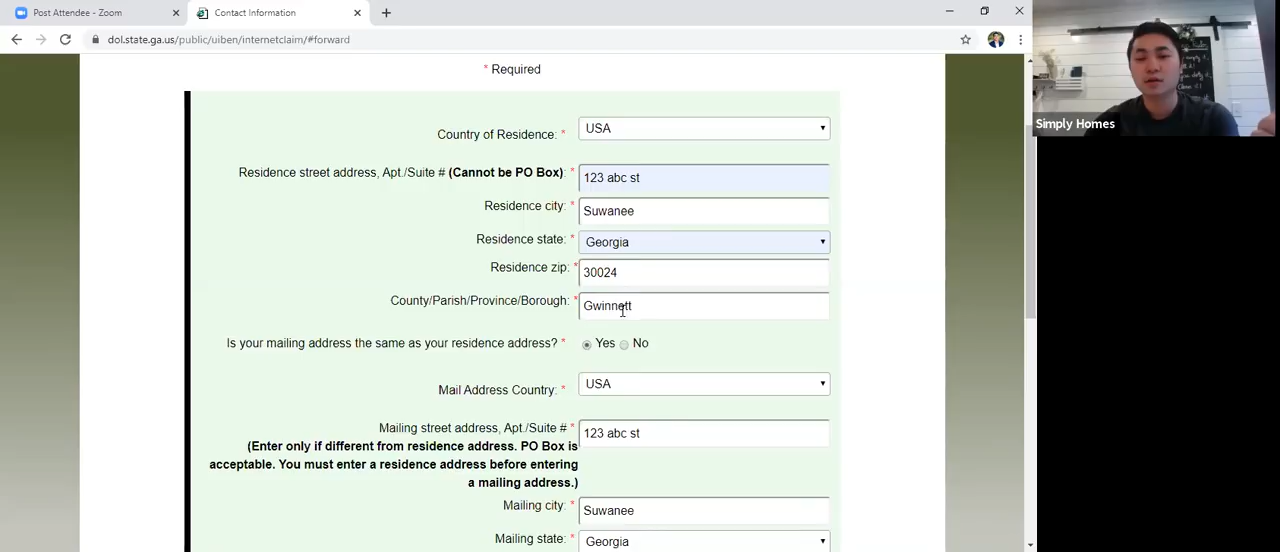 Post Attendee - Zoom
Contact Information
dol.state.ga.us/public/uiben/internetclaim/#forward
* Required
Country of Residence: * USA
Residence street address, Apt./Suite # (Cannot be PO Box): * 123 abc st
Residence city: * Suwanee
Residence state: * Georgia
Residence zip: * 30024
County/Parish/Province/Borough: * Gwinnett
Is your mailing address the same as your residence address? * Yes No
Mail Address Country: * USA
Mailing street address, Apt./Suite # * 123 abc st
(Enter only if different from residence address. PO Box is
acceptable. You must enter a residence address before entering
a mailing address.)
Mailing city: * Suwanee
Mailing state: * Georgia
Simply Homes